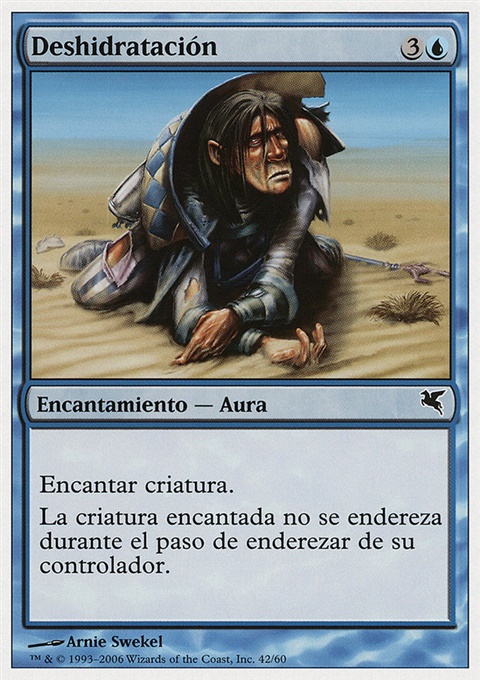 Deshidratación
3
Encantamiento — Aura
Encantar criatura.
La criatura encantada no se endereza
durante el paso de enderezar de su
controlador.
Arnie Swekel
™ & © 1993–2006 Wizards of the Coast, Inc. 42/60